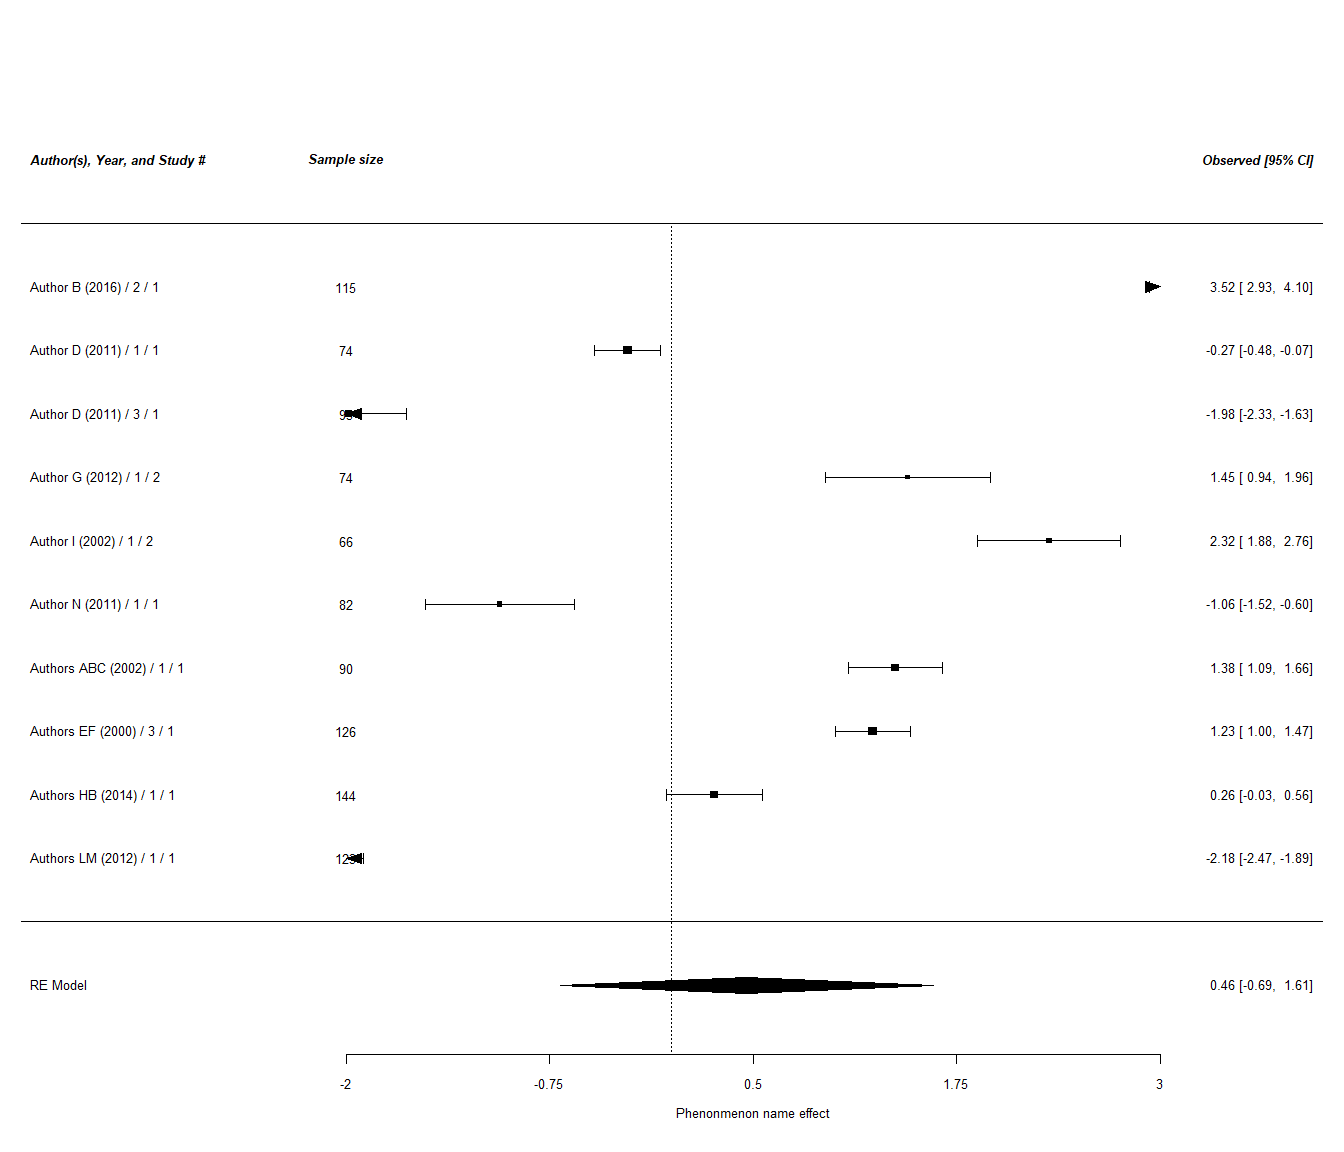 Author(s), Year, and Study # Sample size Observed [95% CI]
Author B (2016) / 2 / 1 115 3.52 [ 2.93, 4.10]
Author D (2011) / 1 / 1 74 -0.27 [-0.48, -0.07]
Author D (2011) / 3 / 1 -1.98 [-2.33, -1.63]
Author G (2012) / 1 / 2 74 1.45 [ 0.94, 1.96]
Author I (2002) / 1 / 2 66 2.32 [ 1.88, 2.76]
Author N (2011) / 1 / 1 82 -1.06 [-1.52, -0.60]
Authors ABC (2002) / 1 / 1 90 1.38 [ 1.09, 1.66]
Authors EF (2000) / 3 / 1 126 1.23 [ 1.00, 1.47]
Authors HB (2014) / 1 / 1 144 0.26 [-0.03, 0.56]
Authors LM (2012) / 1 / 1 -2.18 [-2.47, -1.89]
RE Model 0.46 [-0.69, 1.61]
-2 -0.75 0.5 1.75 3
Phenonmenon name effect